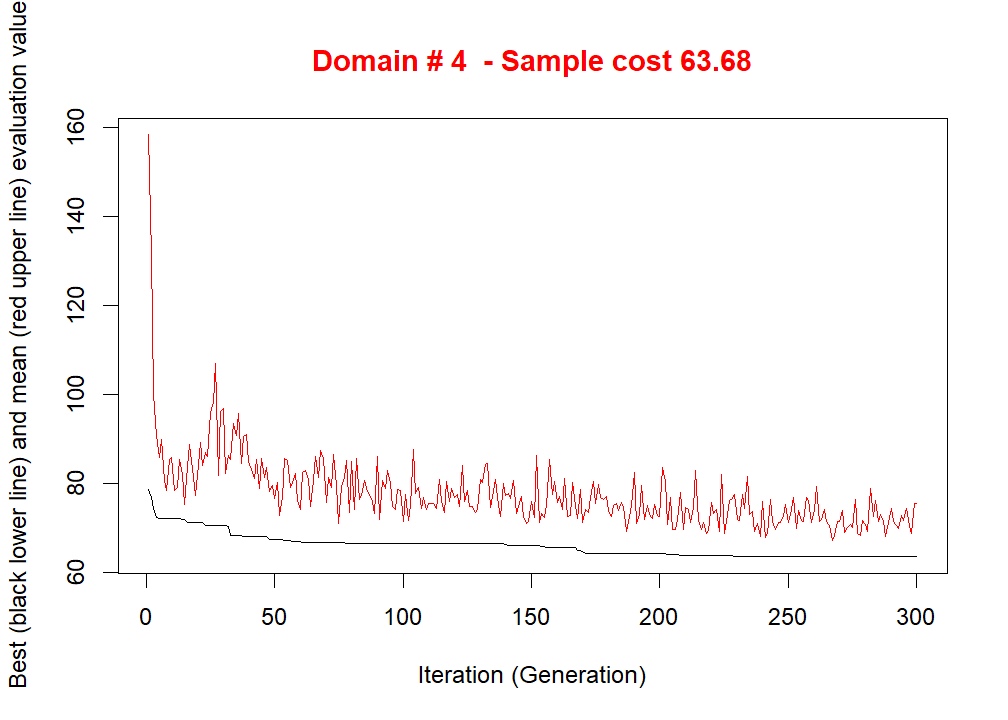 Domain # 4  - Sample cost 63.68
Best (black lower line) and mean (red upper line) evaluation value
160
140
120
100
80
60
0 50 100 150 200 250 300
Iteration (Generation)